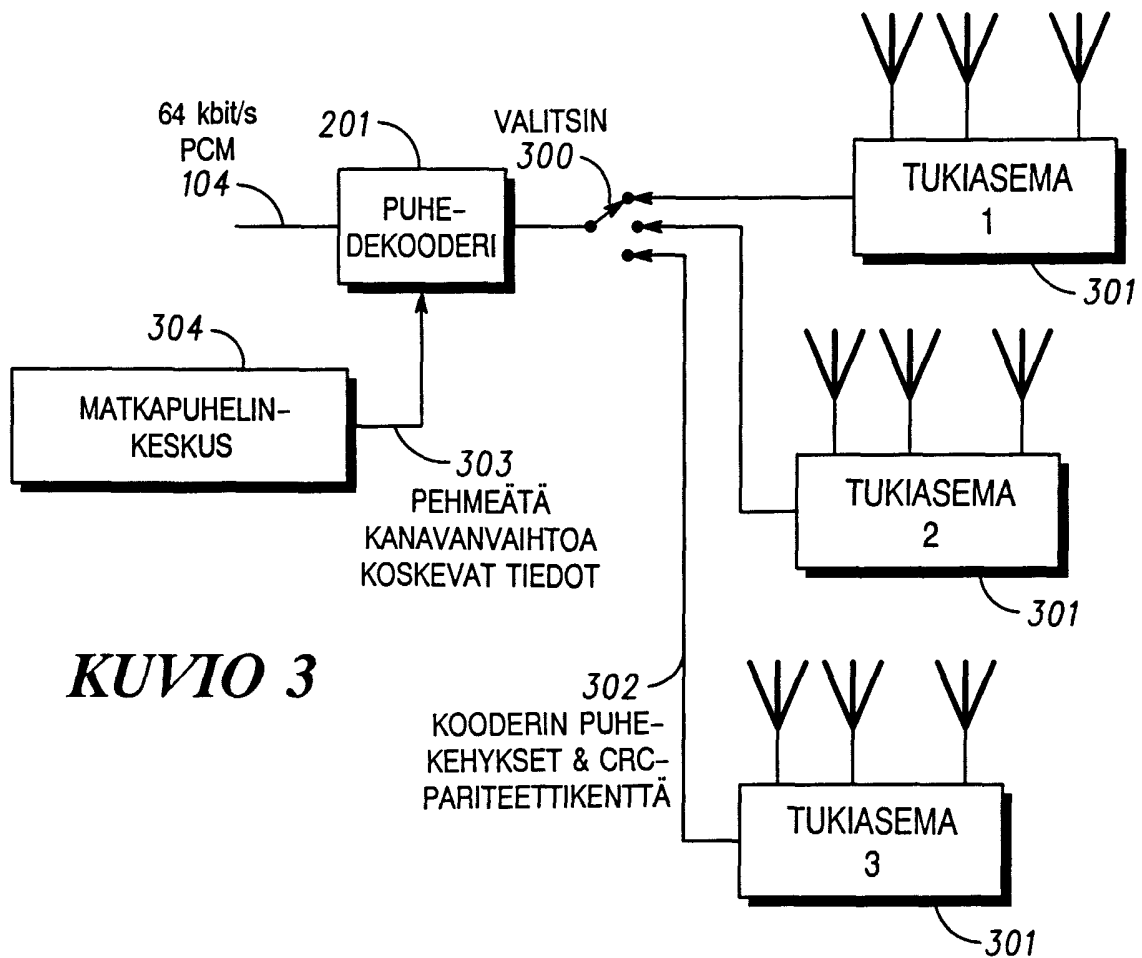 64 kbit/s
PCM
104
201
PUHE-
DEKOODERI
VALITSIN
300
TUKIASEMA
1
301
304
MATKAPUHELIN-
KESKUS
303
PEHMEÄTÄ
KANAVANVAIHTOA
KOSKEVAT TIEDOT
TUKIASEMA
2
301
KUVIO 3
302
KOODERIN PUHE-
KEHYKSET & CRC-
PARITEETTIKENTTÄ
TUKIASEMA
3
301